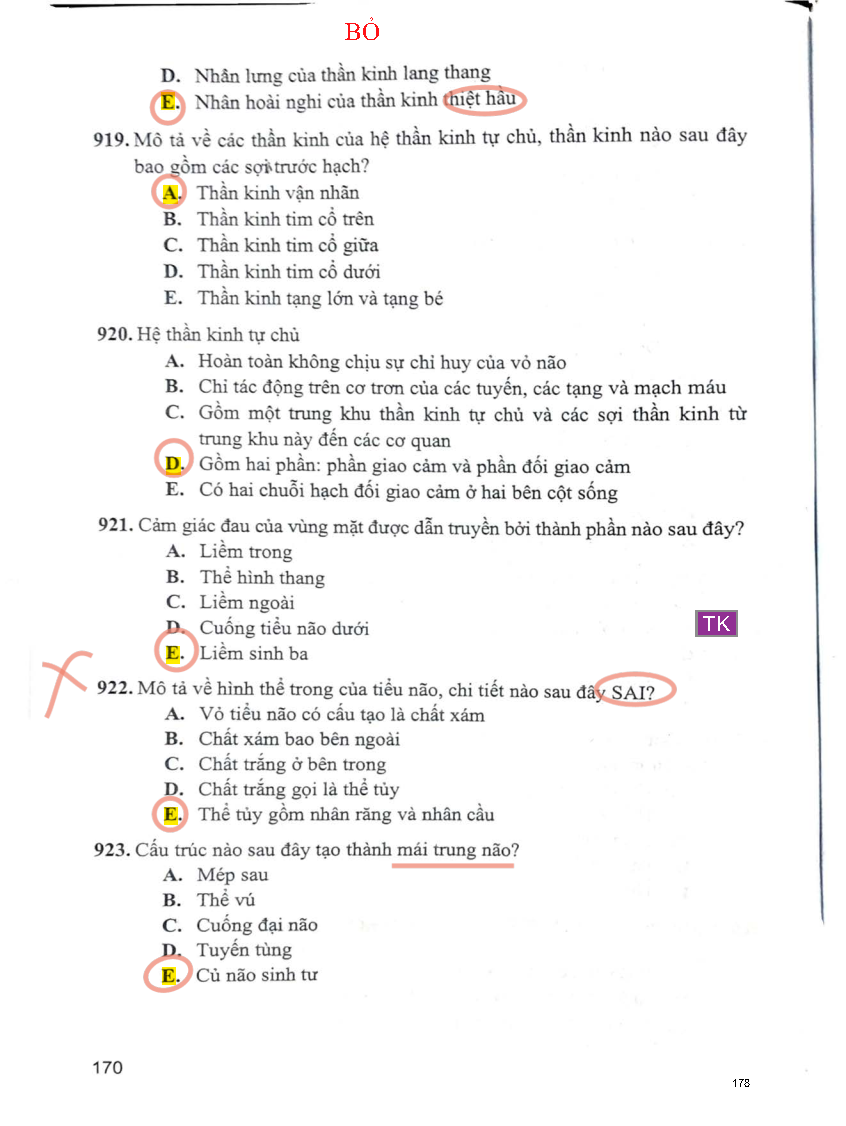 BỎ
D. Nhân lưng của thần kinh lang thang
E. Nhân hoài nghi của thần kinh thiệt hầu
919. Mô tả về các thần kinh của hệ thần kinh tự chủ, thần kinh nào sau đây
bao gồm các sợi trước hạch?
A. Thần kinh vận nhãn
B. Thần kinh tim cổ trên
C. Thần kinh tim cổ giữa
D. Thần kinh tim cổ dưới
E. Thần kinh tạng lớn và tạng bé
920. Hệ thần kinh tự chủ
A. Hoàn toàn không chịu sự chỉ huy của vỏ não
B. Chỉ tác động trên cơ trơn của các tuyến, các tạng và mạch máu
C. Gồm một trung khu thần kinh tự chủ và các sợi thần kinh từ
trung khu này đến các cơ quan
D. Gồm hai phần: phần giao cảm và phần đối giao cảm
E. Có hai chuỗi hạch đối giao cảm ở hai bên cột sống
921. Cảm giác đau của vùng mặt được dẫn truyền bởi thành phần nào sau đây?
A. Liềm trong
B. Thể hình thang
C. Liềm ngoài
D. Cuống tiểu não dưới
TK
E. Liềm sinh ba
922. Mô tả về hình thể trong của tiểu não, chi tiết nào sau đây SAI?
A. Vỏ tiểu não có cấu tạo là chất xám
B. Chất xám bao bên ngoài
C. Chất trắng ở bên trong
D. Chất trắng gọi là thể tủy
E. Thể tủy gồm nhân răng và nhân cầu
923. Cấu trúc nào sau đây tạo thành mái trung não?
A. Mép sau
B. Thể vú
C. Cuống đại não
D. Tuyến tùng
E. Củ não sinh tư
170
178